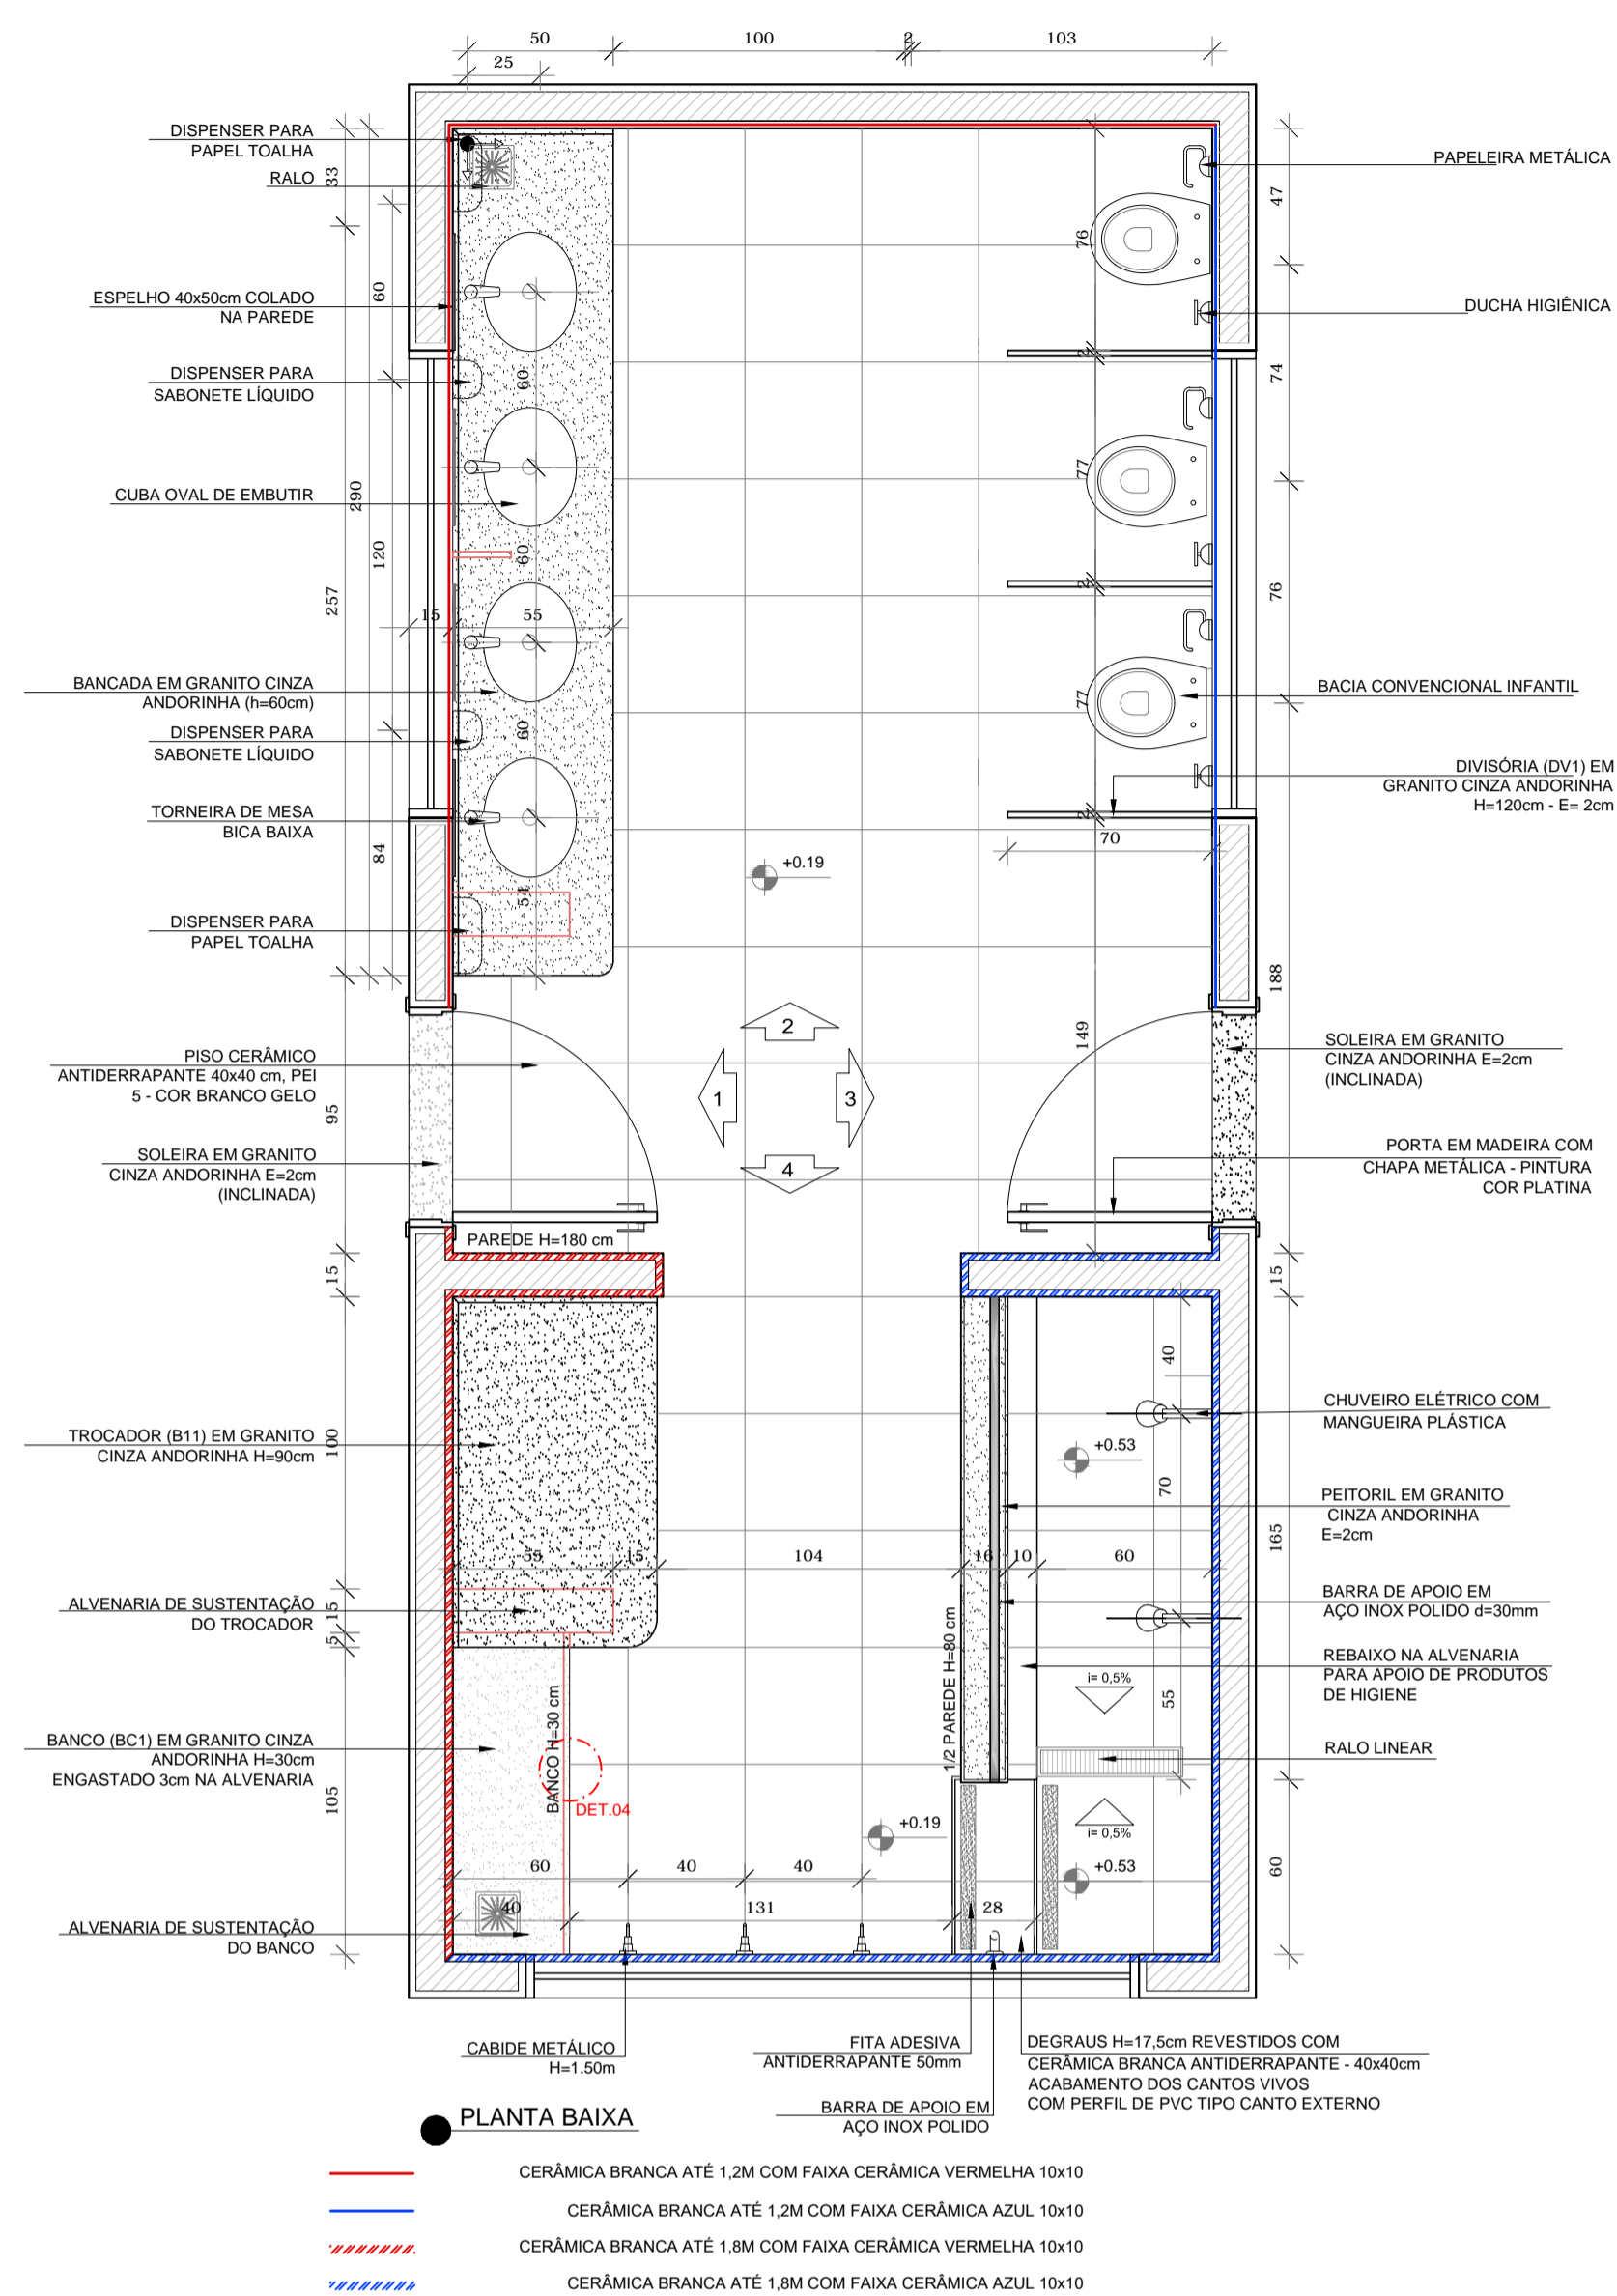 50
100
2
103
25
DISPENSER PARA
PAPEL TOALHA
RALO
33
ESPELHO 40x50cm COLADO
NA PAREDE
60
DISPENSER PARA
SABONETE LÍQUIDO
CUBA OVAL DE EMBUTIR
290
120
257
15
55
60
60
60
51
BANCADA EM GRANITO CINZA
ANDORINHA (h=60cm)
DISPENSER PARA
SABONETE LÍQUIDO
TORNEIRA DE MESA
BICA BAIXA
84
DISPENSER PARA
PAPEL TOALHA
PAPELEIRA METÁLICA
47
76
DUCHA HIGIÊNICA
2
74
77
2
76
77
BACIA CONVENCIONAL INFANTIL
DIVISÓRIA (DV1) EM
GRANITO CINZA ANDORINHA
H=120cm - E= 2cm
2
70
+0.19
188
149
2
1
3
4
PISO CERÂMICO
ANTIDERRAPANTE 40x40 cm, PEI
5 - COR BRANCO GELO
95
SOLEIRA EM GRANITO
CINZA ANDORINHA E=2cm
(INCLINADA)
SOLEIRA EM GRANITO
CINZA ANDORINHA E=2cm
(INCLINADA)
PORTA EM MADEIRA COM
CHAPA METÁLICA - PINTURA
COR PLATINA
PAREDE H=180 cm
15
15
TROCADOR (B11) EM GRANITO
CINZA ANDORINHA H=90cm
100
40
CHUVEIRO ELÉTRICO COM
MANGUEIRA PLÁSTICA
+0.53
70
PEITORIL EM GRANITO
CINZA ANDORINHA
E=2cm
165
55
15
104
16
10
60
ALVENARIA DE SUSTENTAÇÃO
DO TROCADOR
15
5
BARRA DE APOIO EM
AÇO INOX POLIDO d=30mm
1/2 PAREDE H=80 cm
REBAIXO NA ALVENARIA
PARA APOIO DE PRODUTOS
DE HIGIENE
i= 0,5%
55
BANCO (BC1) EM GRANITO CINZA
ANDORINHA H=30cm
ENGASTADO 3cm NA ALVENARIA
BANCO H=30 cm
DET.04
105
RALO LINEAR
i= 0,5%
+0.19
+0.53
60
60
40
40
40
131
28
ALVENARIA DE SUSTENTAÇÃO
DO BANCO
CABIDE METÁLICO
H=1.50m
FITA ADESIVA
ANTIDERRAPANTE 50mm
BARRA DE APOIO EM
AÇO INOX POLIDO
DEGRAUS H=17,5cm REVESTIDOS COM
CERÂMICA BRANCA ANTIDERRAPANTE - 40x40cm
ACABAMENTO DOS CANTOS VIVOS
COM PERFIL DE PVC TIPO CANTO EXTERNO
PLANTA BAIXA
CERÂMICA BRANCA ATÉ 1,2M COM FAIXA CERÂMICA VERMELHA 10x10
CERÂMICA BRANCA ATÉ 1,2M COM FAIXA CERÂMICA AZUL 10x10
CERÂMICA BRANCA ATÉ 1,8M COM FAIXA CERÂMICA VERMELHA 10x10
CERÂMICA BRANCA ATÉ 1,8M COM FAIXA CERÂMICA AZUL 10x10